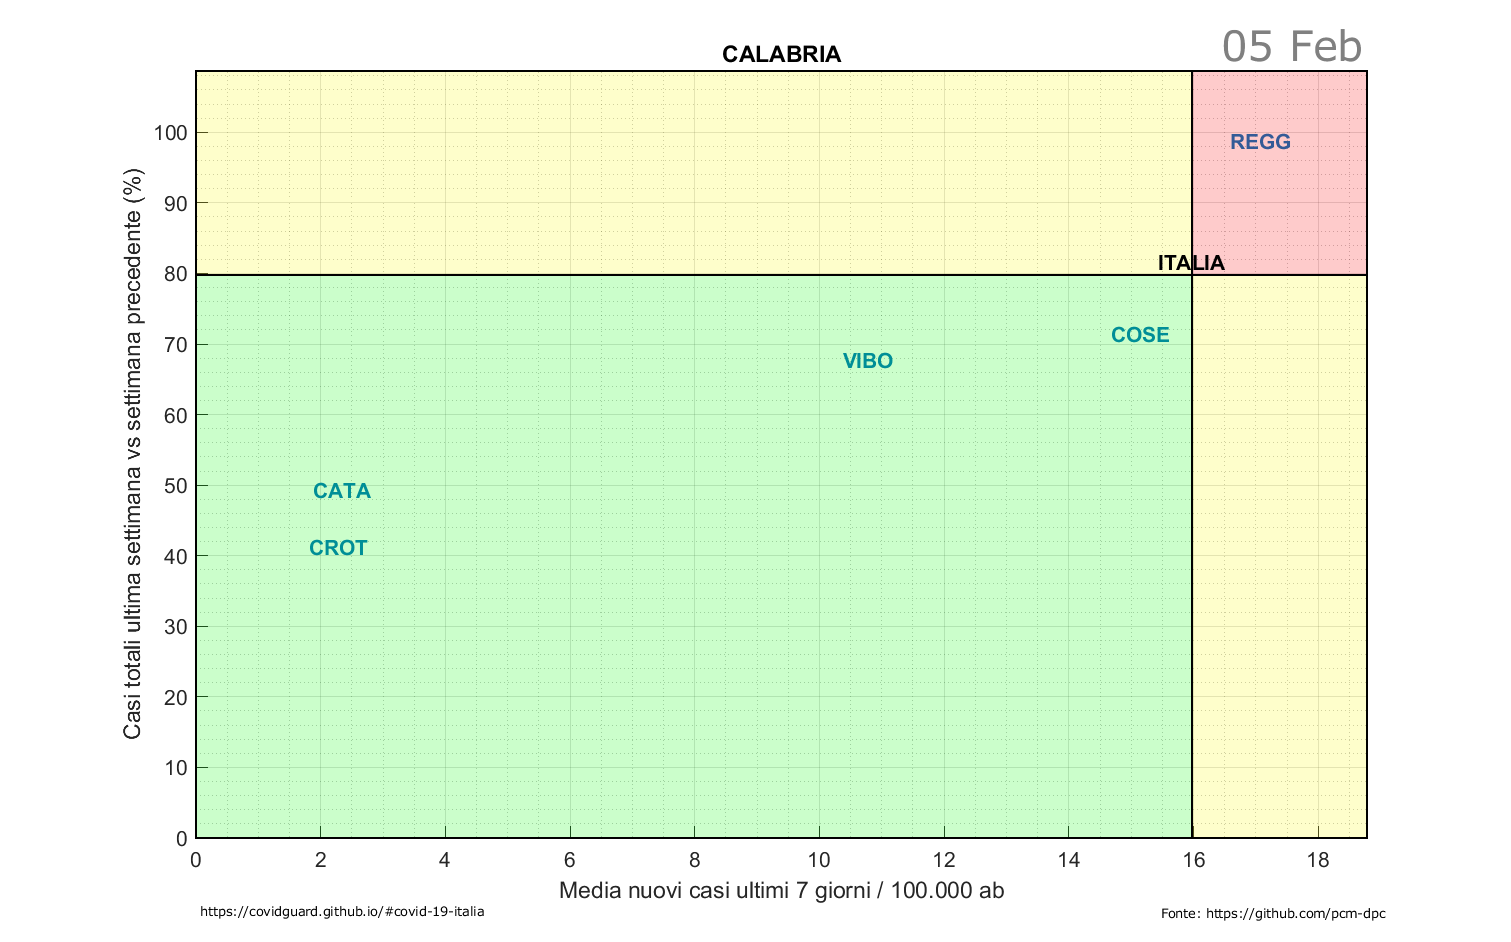 05 Feb
CALABRIA
Casi totali ultima settimana vs settimana precedente (%)
100
90
80
70
60
50
40
30
20
10
0
REGG
ITALIA
COSE
VIBO
CATA
CROT
0 2 4 6 8 10 12 14 16 18
Media nuovi casi ultimi 7 giorni / 100.000 ab
https://covidguard.github.io/#covid-19-italia
Fonte: https://github.com/pcm-dpc